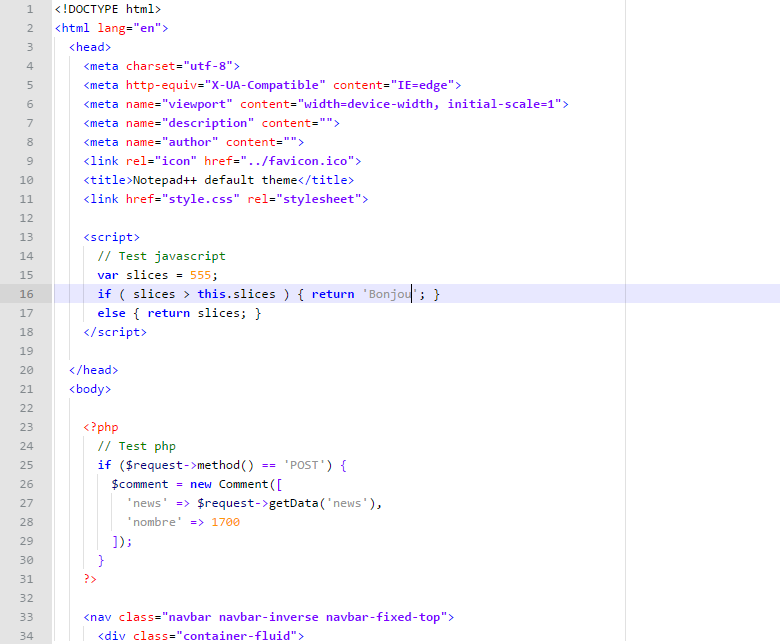 1 <!DOCTYPE html>
2 <html lang="en">
3 <head>
4 <meta charset="utf-8">
5 <meta http-equiv="X-UA-Compatible" content="IE=edge">
6 <meta name="viewport" content="width=device-width, initial-scale=1">
7 <meta name="description" content="">
8 <meta name="author" content="">
9 <link rel="icon" href="../favicon.ico">
10 <title>Notepad++ default theme</title>
11 <link href="style.css" rel="stylesheet">
12
13 <script>
14 // Test javascript
15 var slices = 555;
16 if ( slices > this.slices ) { return 'Bonjou'; }
17 else { return slices; }
18 </script>
19
20 </head>
21 <body>
22
23 <?php
24 // Test php
25 if ($request->method() == 'POST') {
26 $comment = new Comment([
27 'news' => $request->getData('news'),
28 'nombre' => 1700
29 ]);
30 }
31 ?>
32
33 <nav class="navbar navbar-inverse navbar-fixed-top">
34 <div class="container-fluid">